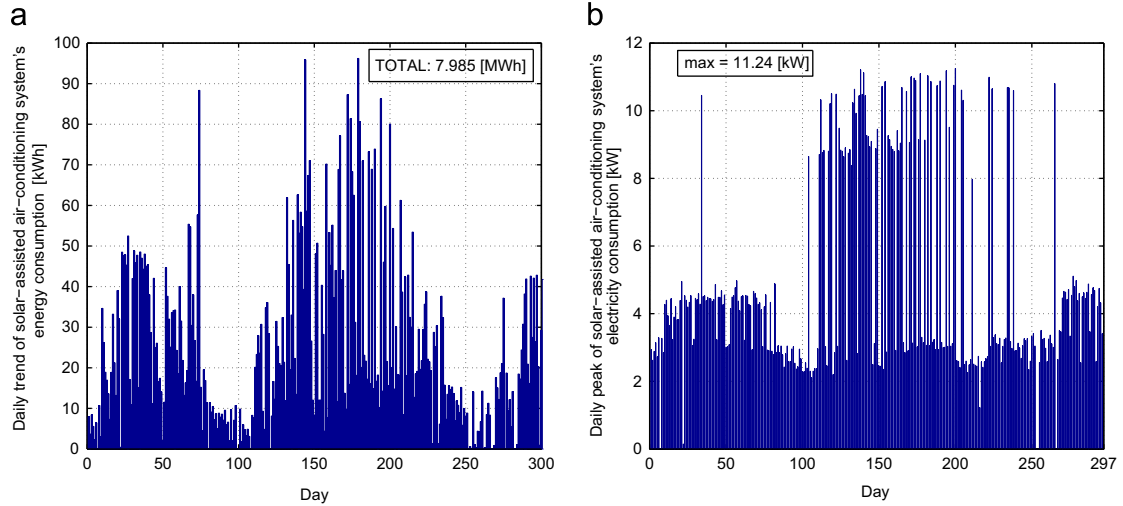 a
Daily trend of solar−assisted air−conditioning system's
energy consumption [kWh]
100
90
80
70
60
50
40
30
20
10
0
TOTAL: 7.985 [MWh]
0 50 100 150 200 250 300
Day
b
Daily peak of solar−assisted air−conditioning system's
electricity consumption [kW]
12
10
8
6
4
2
0
max = 11.24 [kW]
0 50 100 150 200 250 297
Day